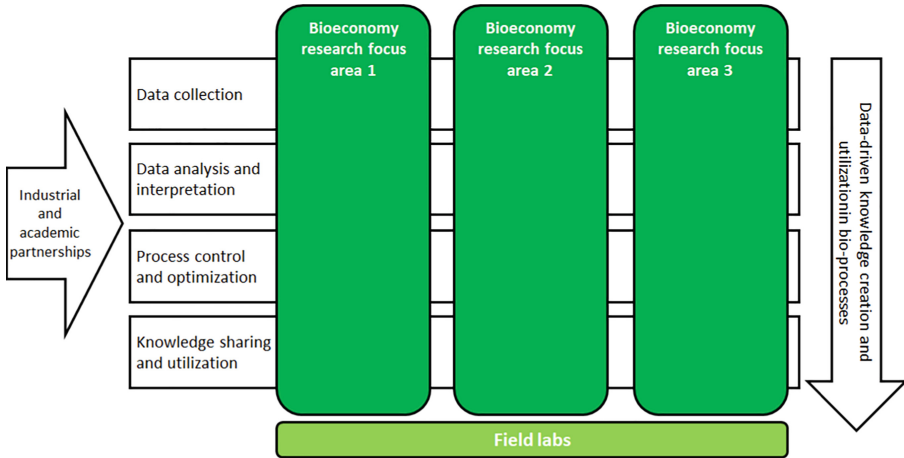 Bioeconomy
research focus
area 1
Bioeconomy
research focus
area 2
Bioeconomy
research focus
area 3
Data collection
Data analysis and
interpretation
Process control
and optimization
Knowledge sharing
and utilization
Industrial
and
academic
partnerships
Data-driven knowledge creation and
utilizationin bio-processes
Field labs